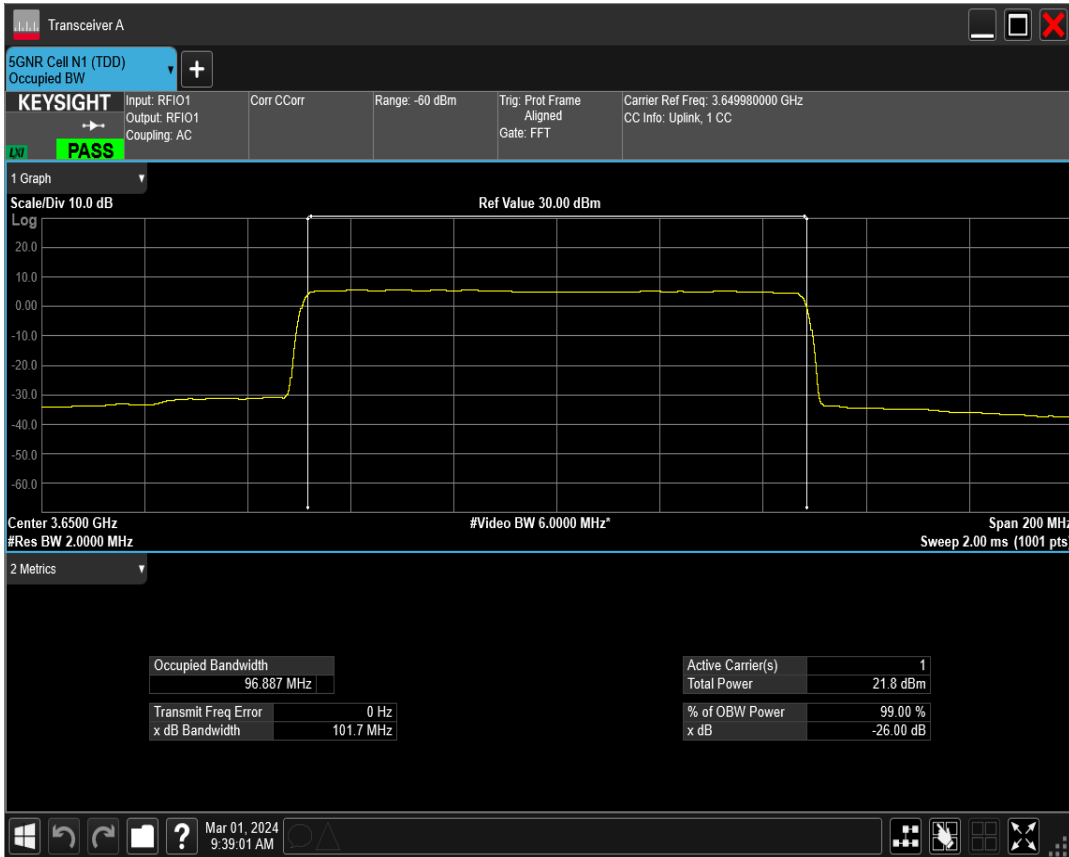 Transceiver A
5GNR Cell N1 (TDD)
Occupied BW
+
KEYSIGHT
LXI
PASS
Input: RFIO1
Output: RFIO1
Coupling: AC
Corr CCorr
Range: -60 dBm
Trig: Prot Frame
Aligned
Gate: FFT
Carrier Ref Freq: 3.649980000 GHz
CC Info: Uplink, 1 CC
1 Graph
Scale/Div 10.0 dB
Ref Value 30.00 dBm
Log
20.0
10.0
0.00
-10.0
-20.0
-30.0
-40.0
-50.0
-60.0
Center 3.6500 GHz
#Video BW 6.0000 MHz*
Span 200 MHz
#Res BW 2.0000 MHz
Sweep 2.00 ms (1001 pts)
2 Metrics
Occupied Bandwidth
96.887 MHz
Transmit Freq Error 0 Hz
x dB Bandwidth 101.7 MHz
Active Carrier(s) 1
Total Power 21.8 dBm
% of OBW Power 99.00 %
x dB -26.00 dB
?
Mar 01, 2024
9:39:01 AM